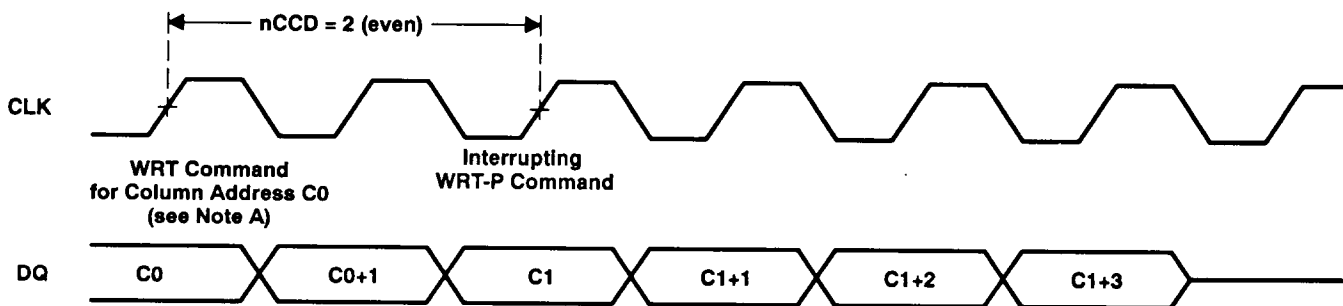 nCCD = 2 (even)
CLK
WRT Command
for Column Address C0
(see Note A)
Interrupting
WRT-P Command
DQ
C0
C0+1
C1
C1+1
C1+2
C1+3